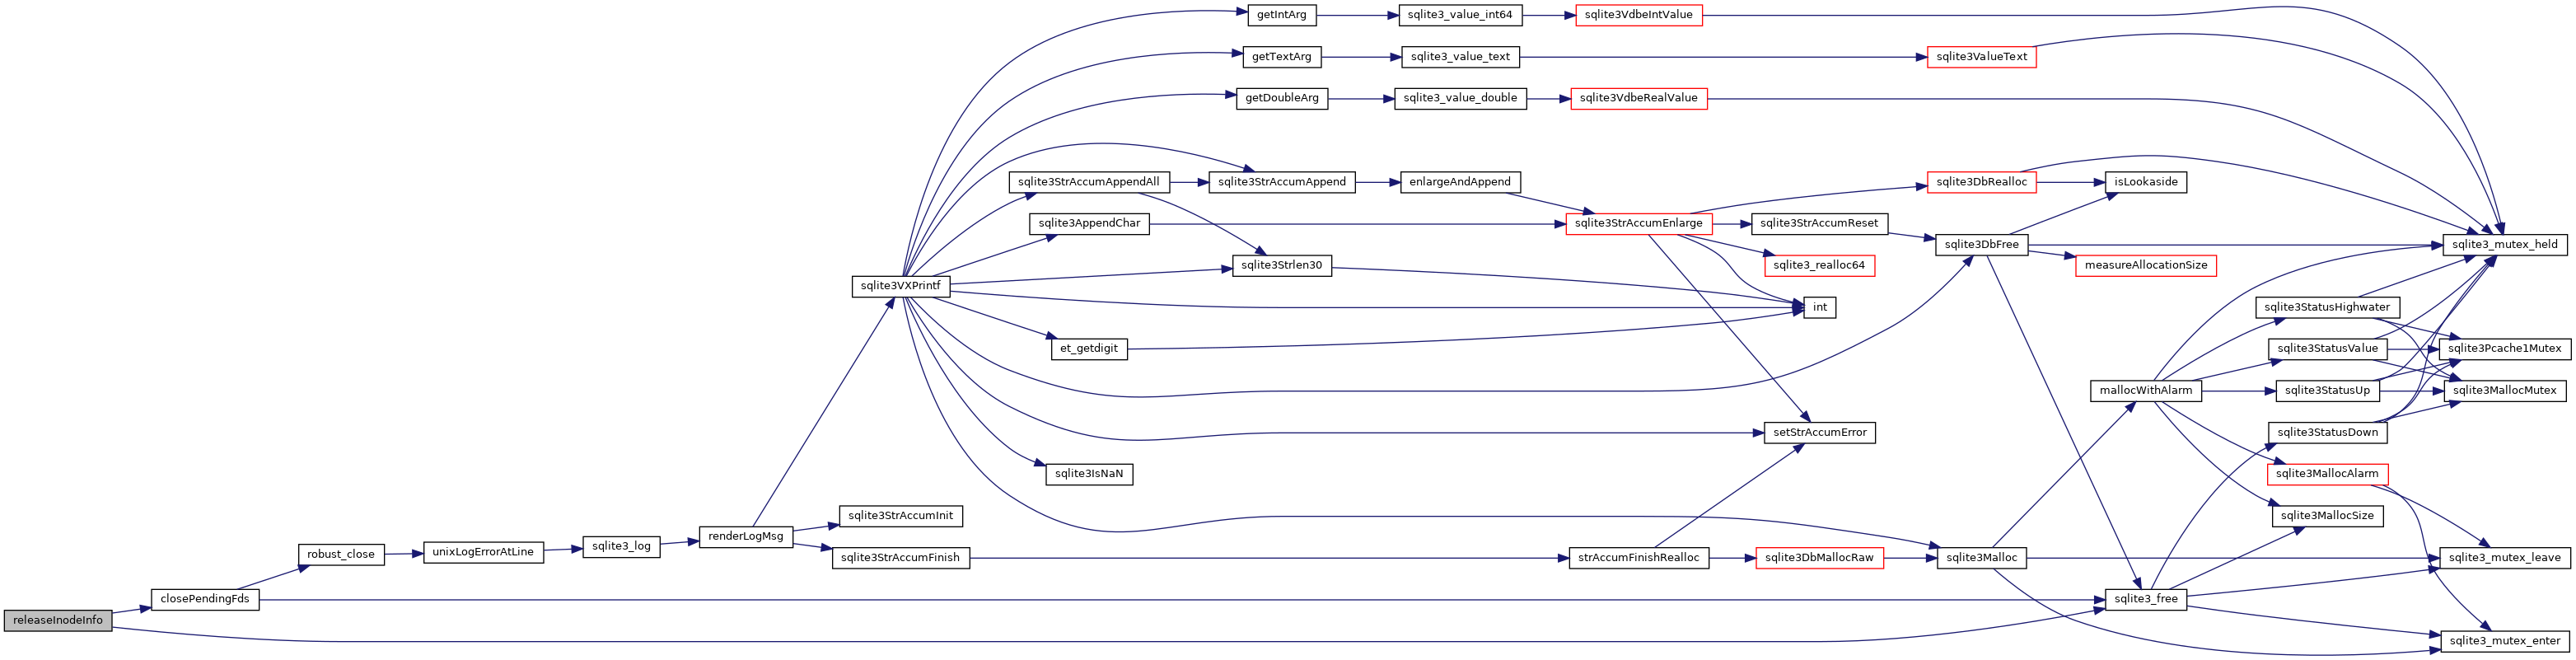 getIntArg
sqlite3_value_int64
sqlite3VdbeIntValue
getTextArg
sqlite3_value_text
sqlite3ValueText
getDoubleArg
sqlite3_value_double
sqlite3VdbeRealValue
sqlite3StrAccumAppendAll
sqlite3StrAccumAppend
enlargeAndAppend
sqlite3DbRealloc
isLookaside
sqlite3AppendChar
sqlite3StrAccumEnlarge
sqlite3StrAccumReset
sqlite3DbFree
sqlite3_mutex_held
sqlite3Strlen30
sqlite3_realloc64
measureAllocationSize
sqlite3VXPrintf
int
sqlite3StatusHighwater
et_getdigit
sqlite3StatusValue
sqlite3Pcache1Mutex
mallocWithAlarm
sqlite3StatusUp
sqlite3MallocMutex
setStrAccumError
sqlite3StatusDown
sqlite3IsNaN
sqlite3MallocAlarm
sqlite3StrAccumInit
sqlite3MallocSize
renderLogMsg
sqlite3_log
unixLogErrorAtLine
robust_close
sqlite3StrAccumFinish
strAccumFinishRealloc
sqlite3DbMallocRaw
sqlite3Malloc
sqlite3_mutex_leave
closePendingFds
sqlite3_free
releaseInodeInfo
sqlite3_mutex_enter